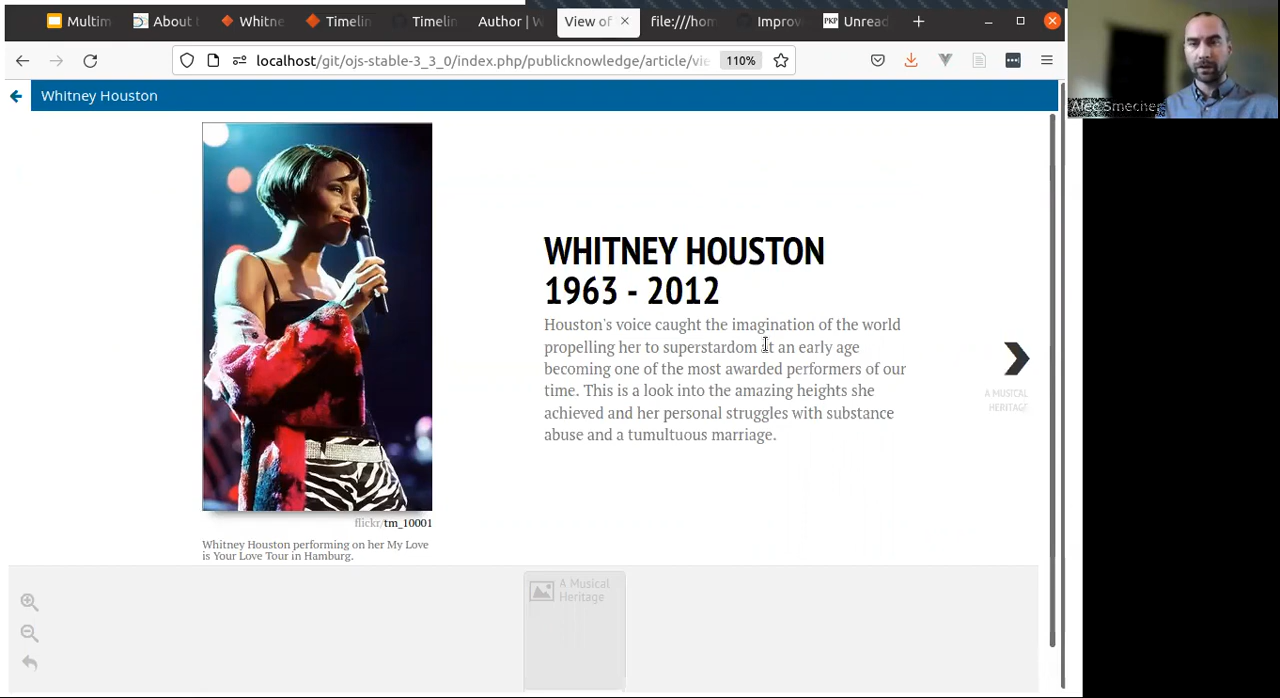 Multim
About t
Whitne
Timelin
Timelin
Author | W
View of
file:///hom
Improv
PKP Unread
localhost/git/ojs-stable-3_3_0/index.php/publicknowledge/article/vie
110%
Alec Smecher
Whitney Houston
WHITNEY HOUSTON
1963 - 2012
Houston's voice caught the imagination of the world
propelling her to superstardom at an early age
becoming one of the most awarded performers of our
time. This is a look into the amazing heights she
achieved and her personal struggles with substance
abuse and a tumultuous marriage.
A MUSICAL
HERITAGE
flickr/tm_10001
Whitney Houston performing on her My Love
is Your Love Tour in Hamburg.
A Musical
Heritage